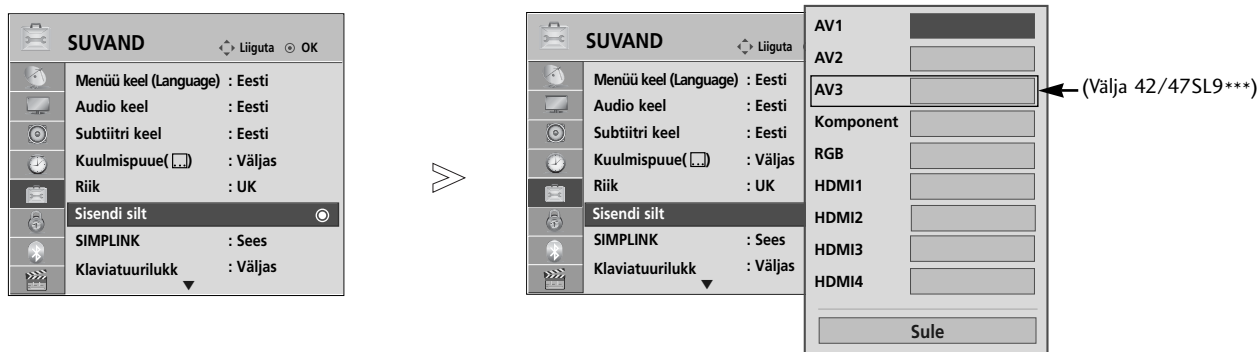 SUVAND Liiguta OK
Menüü keel (Language) : Eesti
Audio keel : Eesti
Subtiitri keel : Eesti
Kuulmispuue( ) : Väljas
Riik : UK
Sisendi silt
SIMPLINK : Sees
Klaviatuurilukk : Väljas
SUVAND Liiguta
Menüü keel (Language) : Eesti
Audio keel : Eesti
Subtiitri keel : Eesti
Kuulmispuue( ) : Väljas
Riik : UK
Sisendi silt
SIMPLINK : Sees
Klaviatuurilukk : Väljas
AV1
AV2
AV3
Komponent
RGB
HDMI1
HDMI2
HDMI3
HDMI4
Sule
(Välja 42/47SL9***)